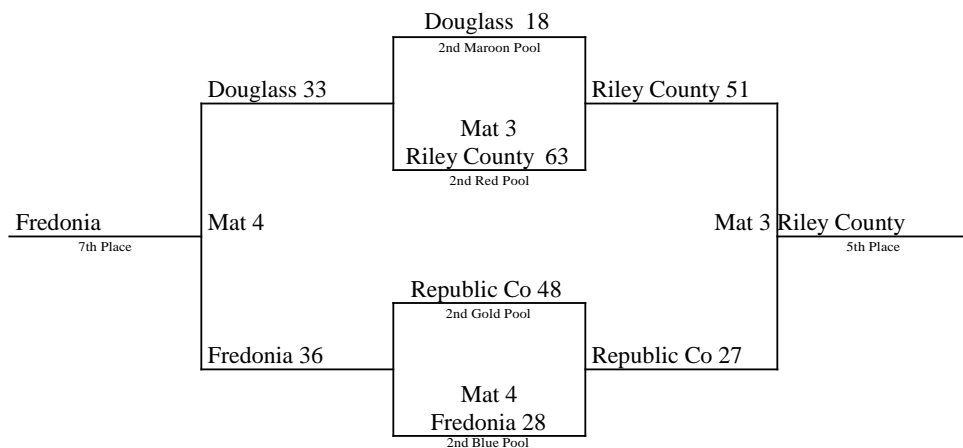 Douglass 18
2nd Maroon Pool
Douglass 33
Riley County 51
Mat 3
Riley County 63
2nd Red Pool
Fredonia
Mat 4
Mat 3 Riley County
7th Place
5th Place
Republic Co 48
2nd Gold Pool
Fredonia 36
Republic Co 27
Mat 4
Fredonia 28
2nd Blue Pool